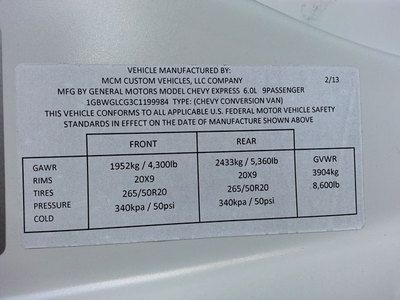 VEHICLE MANUFACTURED BY:
MCM CUSTOM VEHICLES, LLC COMPANY 2/13
MFG BY GENERAL MOTORS MODEL CHEVY EXPRESS 6.0L 9PASSENGER
1GBWGLCG3C1199984 TYPE: (CHEVY CONVERSION VAN)
THIS VEHICLE CONFORMS TO ALL APPLICABLE U.S. FEDERAL MOTOR VEHICLE SAFETY
STANDARDS IN EFFECT ON THE DATE OF MANUFACTURE SHOWN ABOVE
FRONT REAR
GAWR 1952kg / 4,300lb 2433kg / 5,360lb GVWR
RIMS 20X9 20X9 3904kg
TIRES 265/50R20 265/50R20 8,600lb
PRESSURE 340kpa / 50psi 340kpa / 50psi
COLD